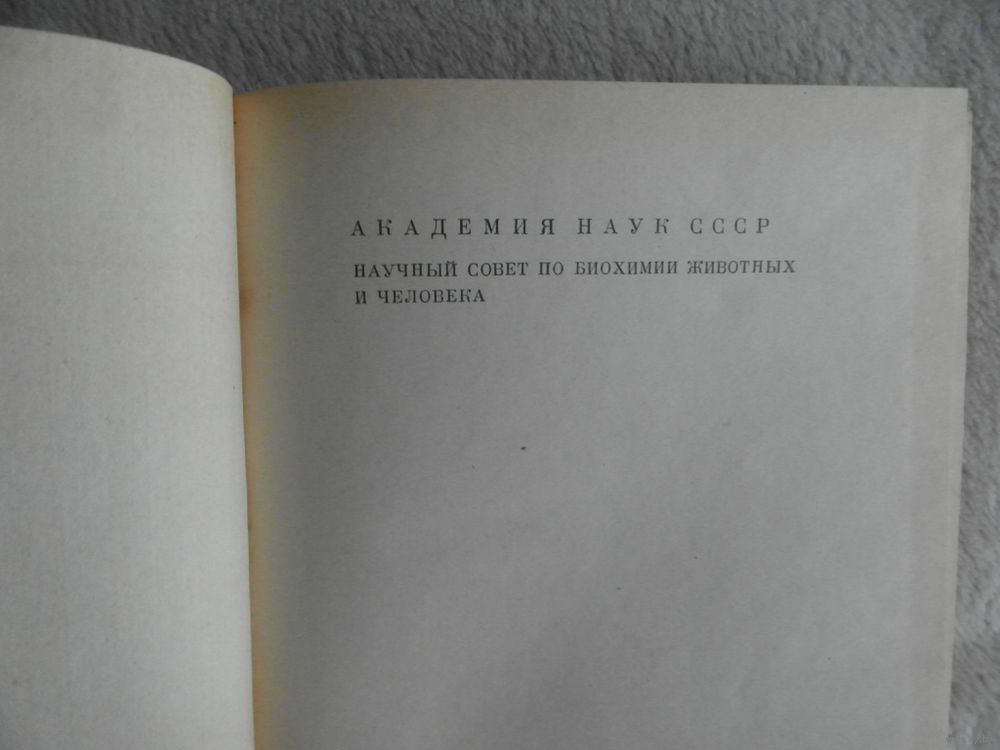 АКАДЕМИЯ НАУК СССР
НАУЧНЫЙ СОВЕТ ПО БИОХИМИИ ЖИВОТНЫХ
И ЧЕЛОВЕКА